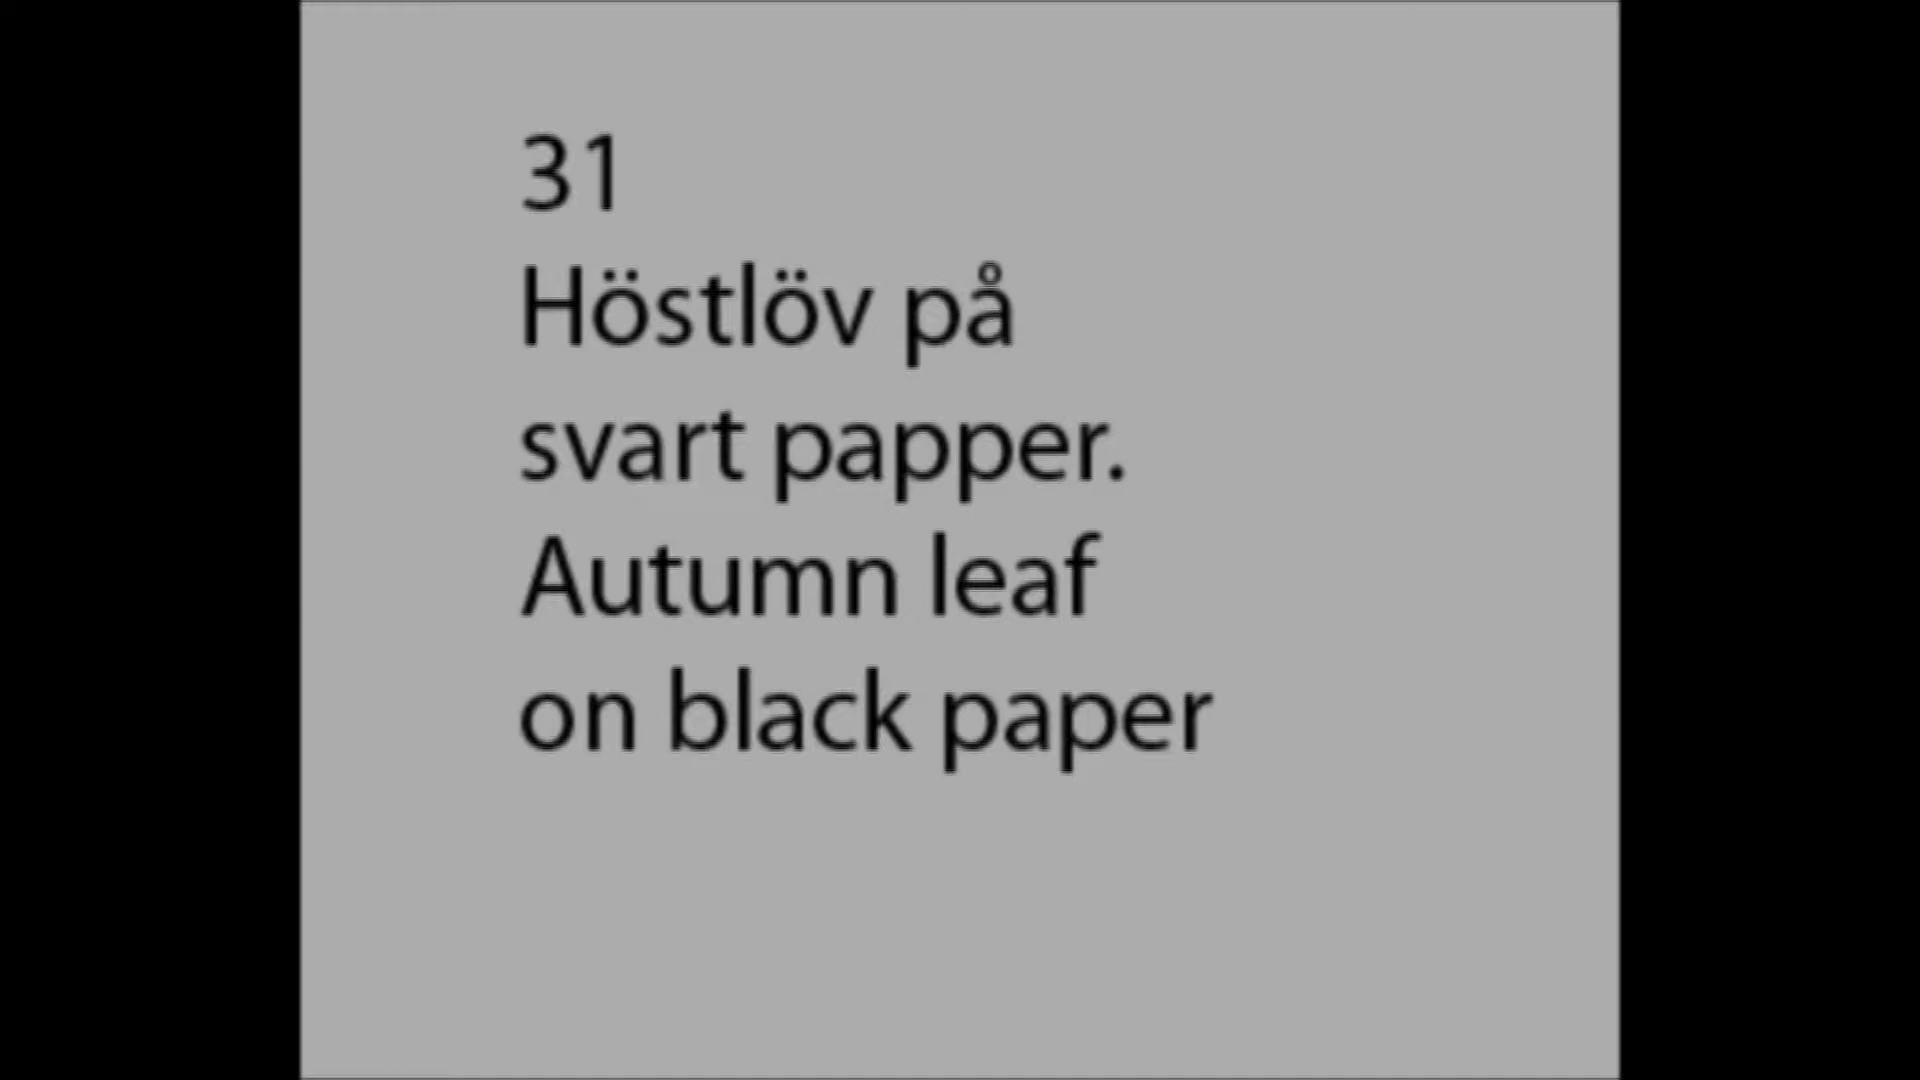 31
Höstlöv på
svart papper.
Autumn leaf
on black paper